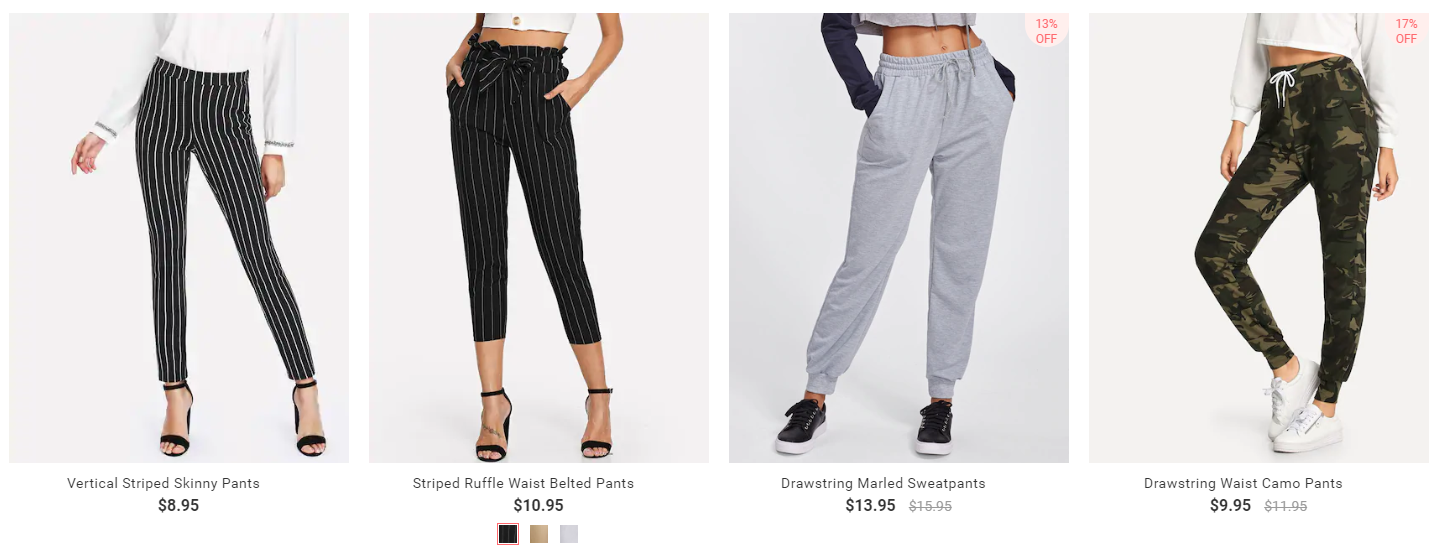 13%
OFF
17%
OFF
Vertical Striped Skinny Pants
$8.95
Striped Ruffle Waist Belted Pants
$10.95
Drawstring Marled Sweatpants
$13.95 $15.95
Drawstring Waist Camo Pants
$9.95 $11.95